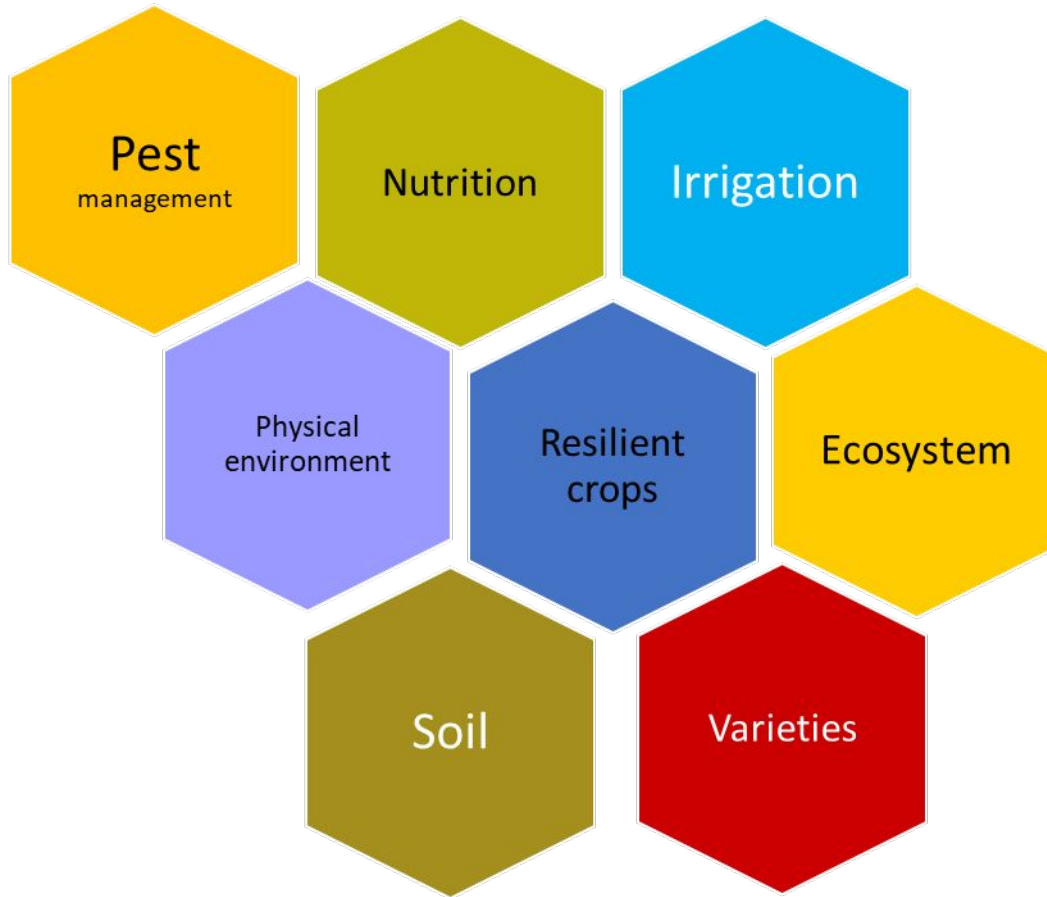 Pest
management
Nutrition
Irrigation
Physical
environment
Resilient
crops
Ecosystem
Soil
Varieties